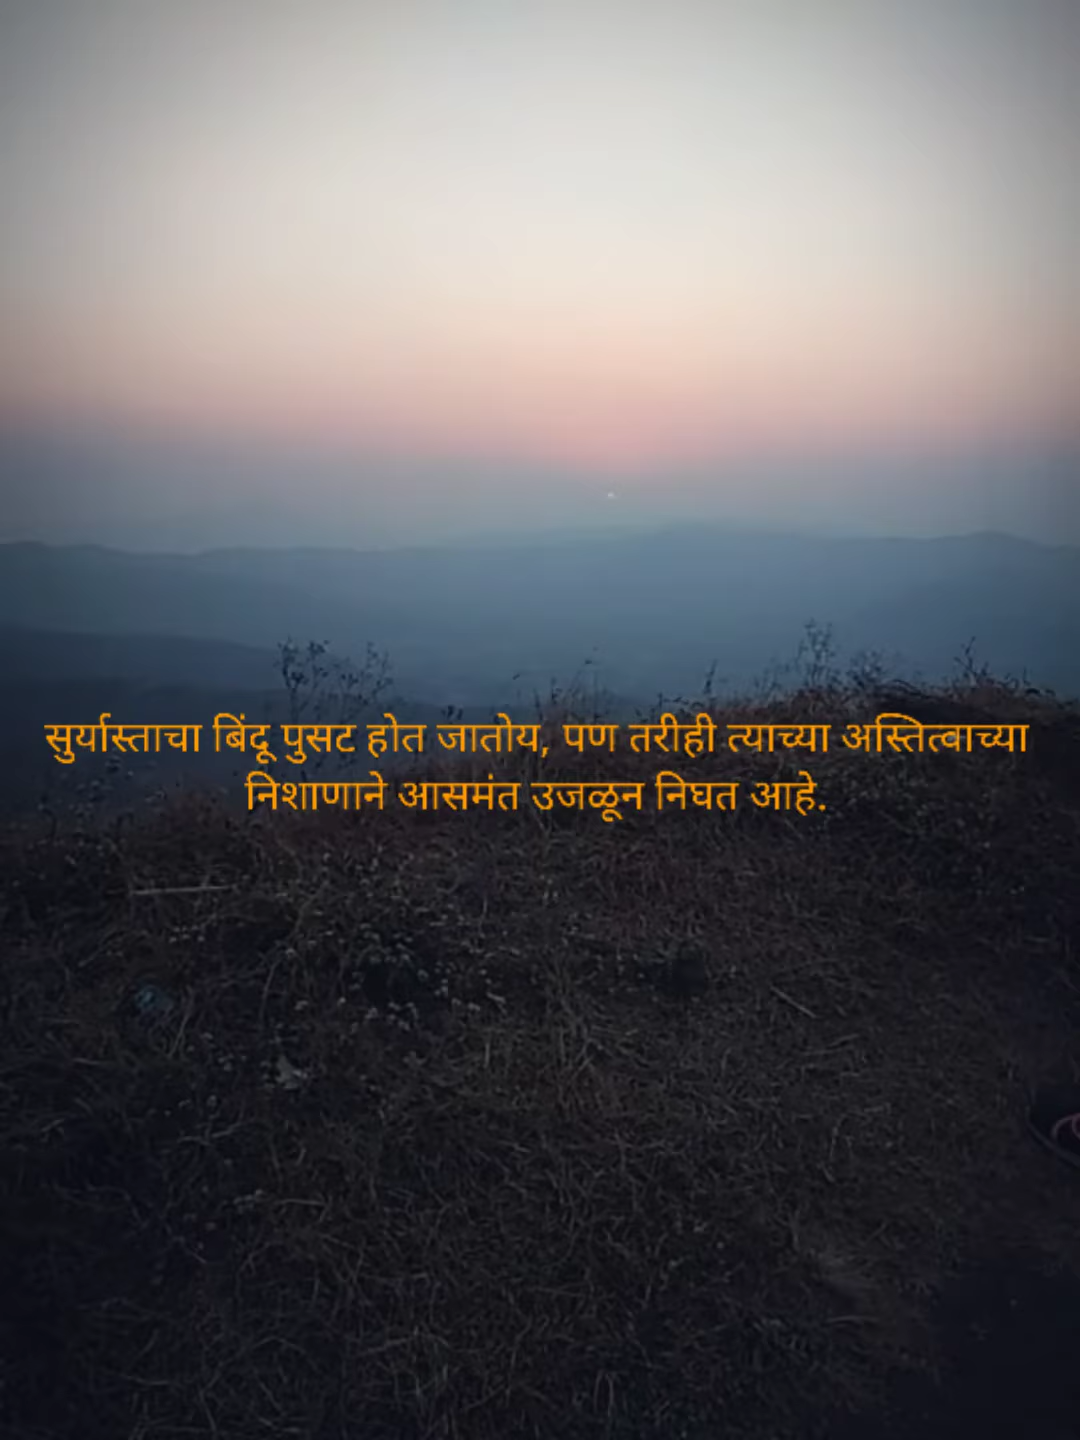 सुर्यास्ताचा बिंदू पुसट होत जातोय, पण तरीही त्याच्या अस्तित्वाच्या
निशाणाने आसमंत उजळून निघत आहे.